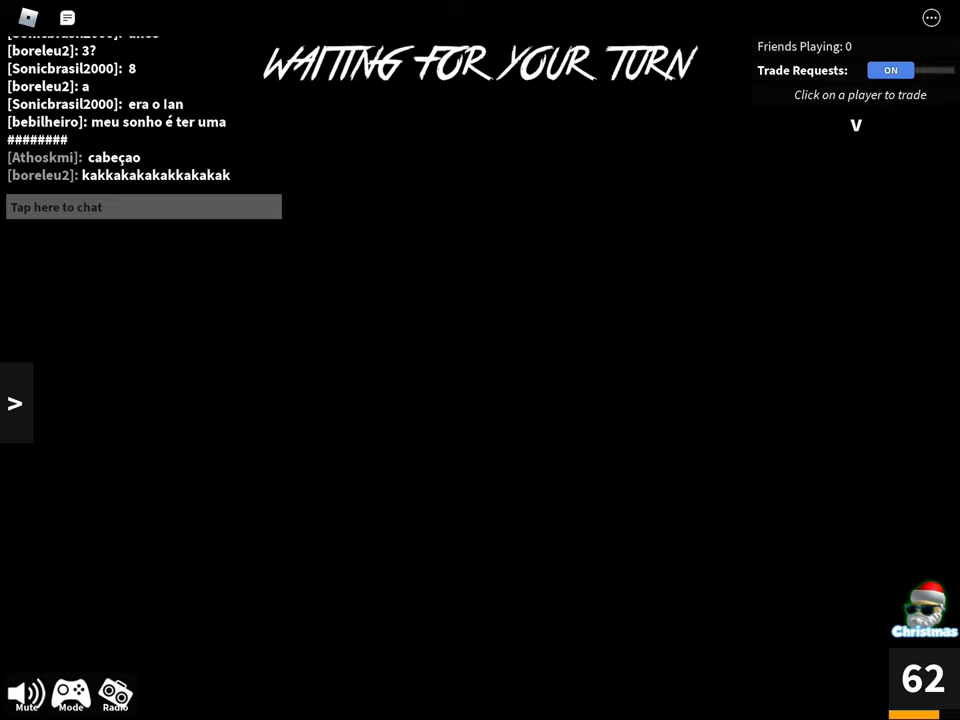 [boreleu2]: 3?
[Sonicbrasil2000]: 8
[boreleu2]: a
[Sonicbrasil2000]: era o Ian
[bebilheiro]: meu sonho é ter uma
########
[Athoskmi]: cabeçao
[boreleu2]: kakkakakakakkakakak
Tap here to chat
WAITING FOR YOUR TURN
Friends Playing: 0
Trade Requests: ON
Click on a player to trade
V
>
Christmas
62
Mute Mode Radio